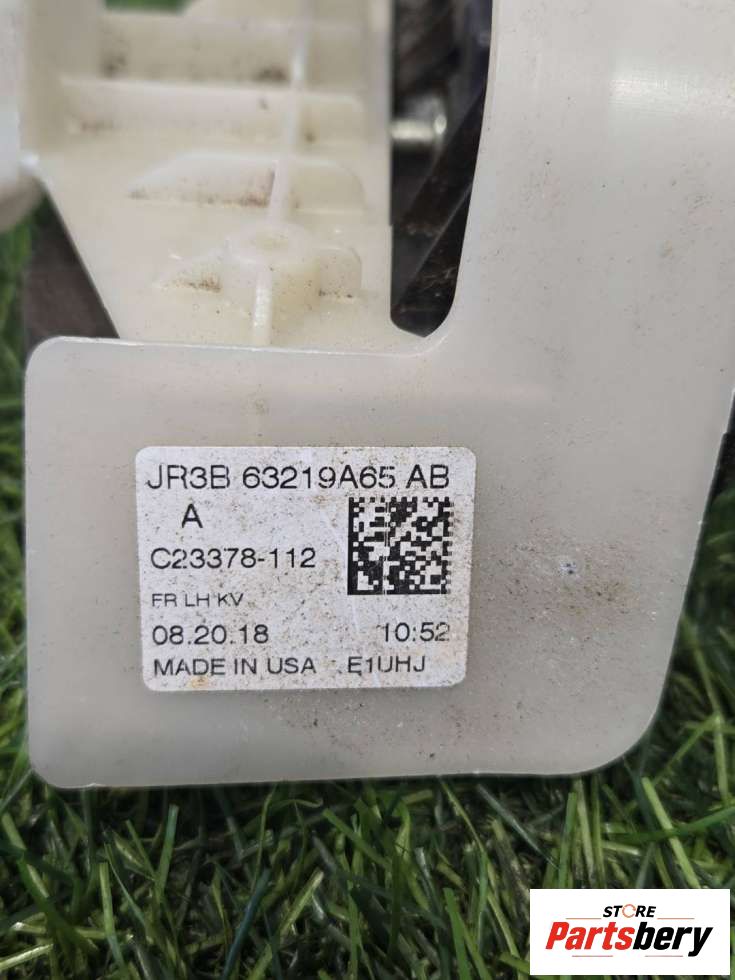 JR3B 63219A65 AB
A
C23378-112
FR LH KV
08.20.18 10:52
MADE IN USA E1UHJ
STORE
Partsbery